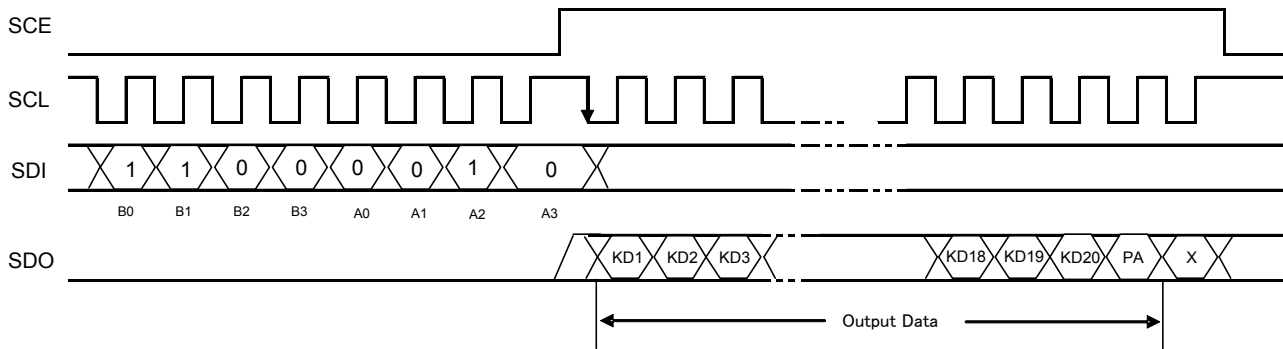 SCE
SCL
SDI 1 1 0 0 0 0 1 0
B0 B1 B2 B3 A0 A1 A2 A3
SDO KD1 KD2 KD3 KD18 KD19 KD20 PA X
Output Data